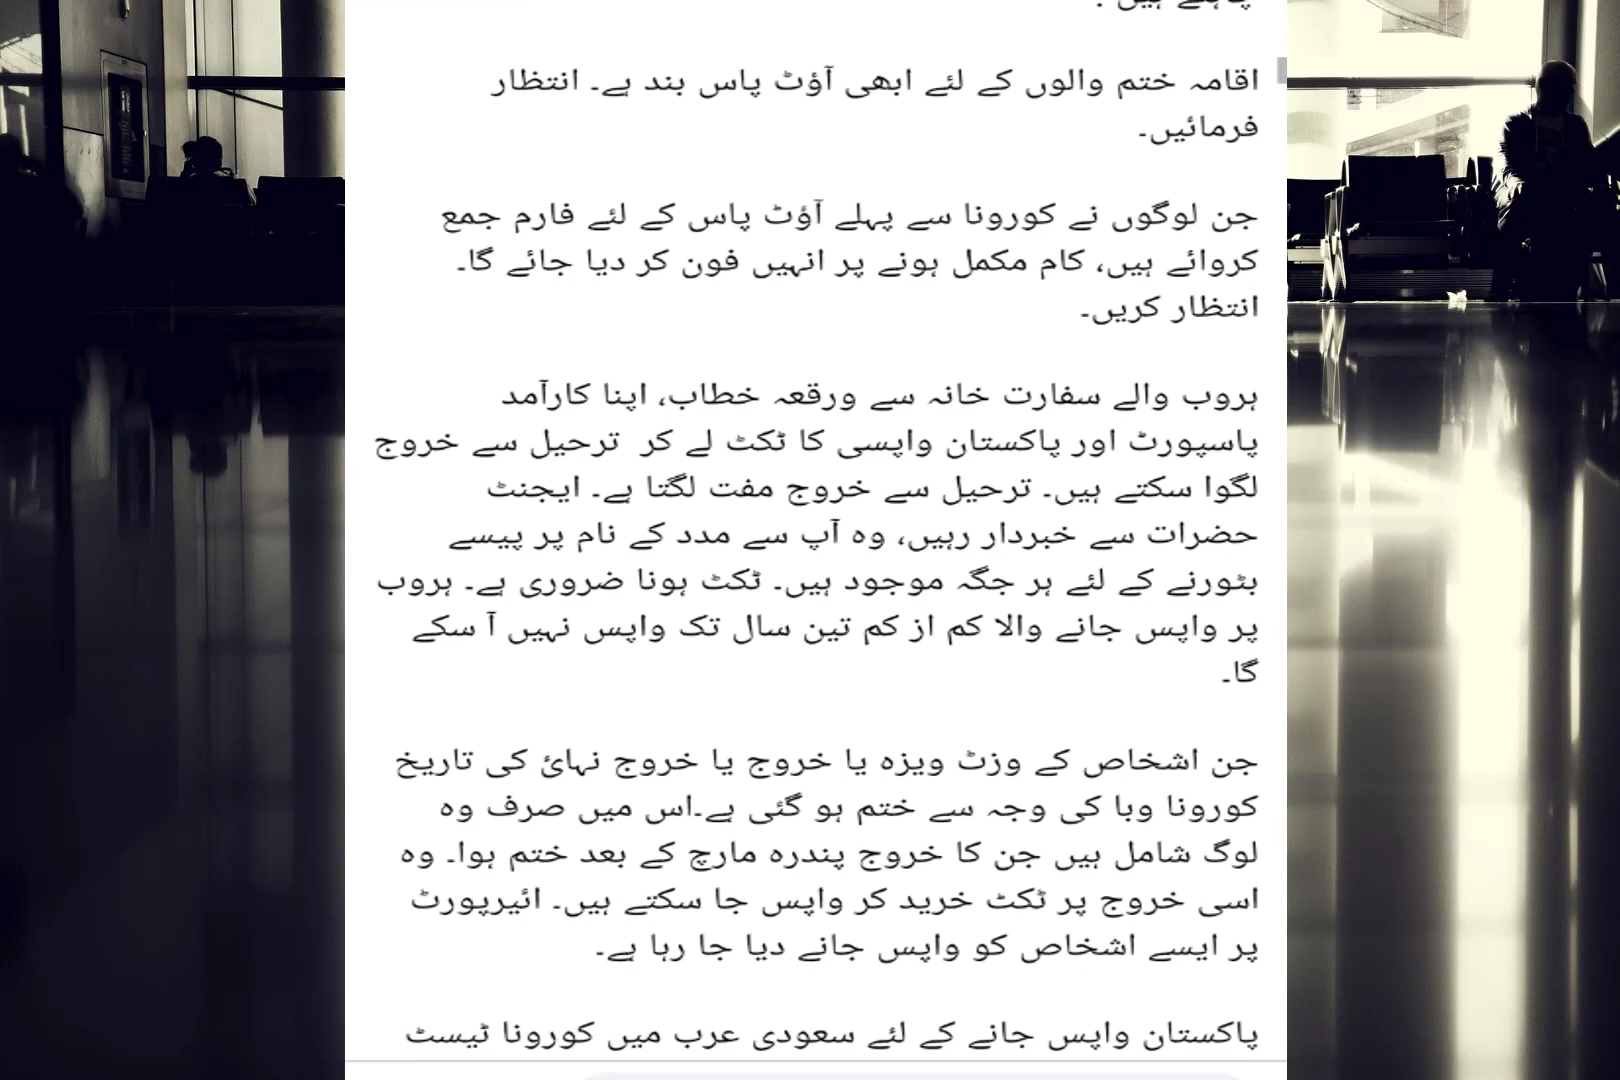 چاہتے ہیں :
اقامہ ختم والوں کے لئے ابھی آؤٹ پاس بند ہے۔ انتظار
فرمائیں۔
جن لوگوں نے کورونا سے پہلے آؤٹ پاس کے لئے فارم جمع
کروائے ہیں، کام مکمل ہونے پر انہیں فون کر دیا جائے گا۔
انتظار کریں۔
ہروب والے سفارت خانہ سے ورقعہ خطاب، اپنا کارآمد
پاسپورٹ اور پاکستان واپسی کا ٹکٹ لے کر ترحیل سے خروج
لگوا سکتے ہیں۔ ترحیل سے خروج مفت لگتا ہے۔ ایجنٹ
حضرات سے خبردار رہیں، وہ آپ سے مدد کے نام پر پیسے
بٹورنے کے لئے ہر جگہ موجود ہیں۔ ٹکٹ ہونا ضروری ہے۔ ہروب
پر واپس جانے والا کم از کم تین سال تک واپس نہیں آ سکے
گا۔
جن اشخاص کے وزٹ ویزہ یا خروج یا خروج نہائ کی تاریخ
کورونا وبا کی وجہ سے ختم ہو گئی ہے۔اس میں صرف وہ
لوگ شامل ہیں جن کا خروج پندرہ مارچ کے بعد ختم ہوا۔ وہ
اسی خروج پر ٹکٹ خرید کر واپس جا سکتے ہیں۔ ائیرپورٹ
پر ایسے اشخاص کو واپس جانے دیا جا رہا ہے۔
پاکستان واپس جانے کے لئے سعودی عرب میں کورونا ٹیسٹ